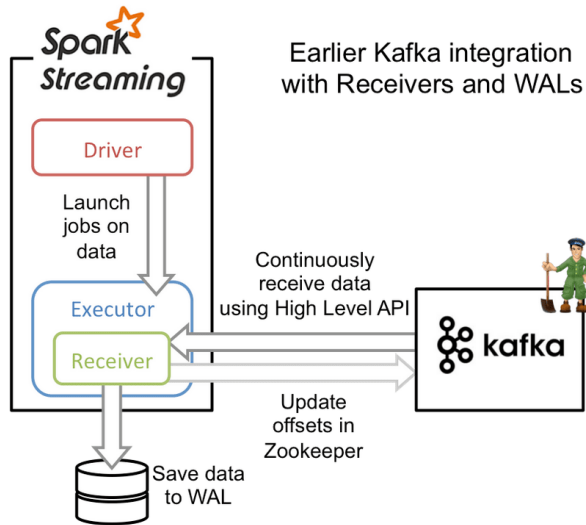 Spark
Streaming
Earlier Kafka integration
with Receivers and WALs
Driver
Launch
jobs on
data
Continuously
receive data
using High Level API
Executor
Receiver
kafka
Update
offsets in
Zookeeper
Save data
to WAL